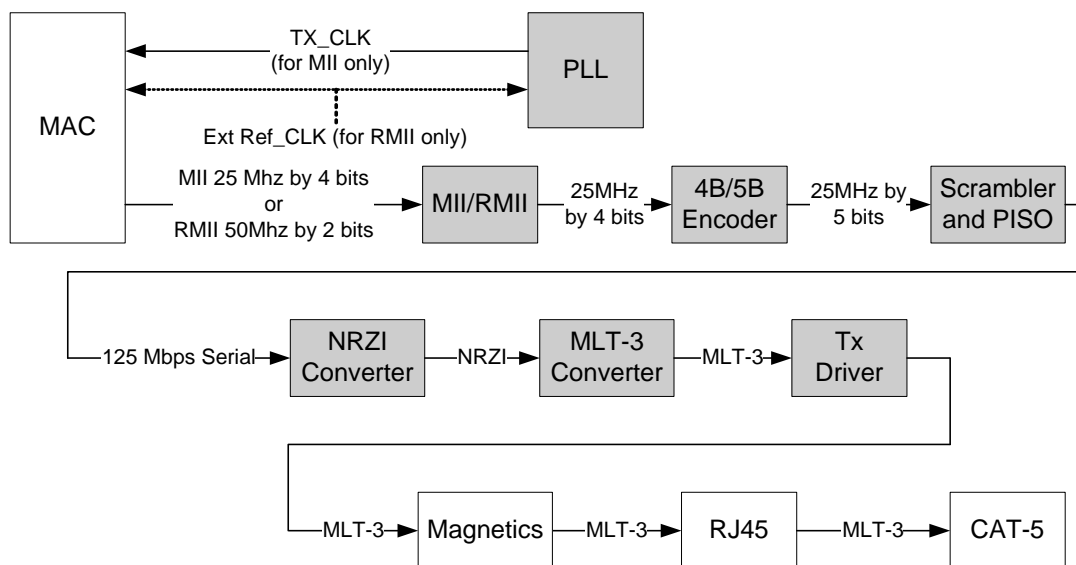 TX_CLK
(for MII only)
PLL
MAC
Ext Ref_CLK (for RMII only)
MII 25 Mhz by 4 bits
or
RMII 50Mhz by 2 bits
MII/RMII
25MHz
by 4 bits
4B/5B
Encoder
25MHz by
5 bits
Scrambler
and PISO
125 Mbps Serial
NRZI
Converter
NRZI
MLT-3
Converter
MLT-3
Tx
Driver
MLT-3
Magnetics
MLT-3
RJ45
MLT-3
CAT-5